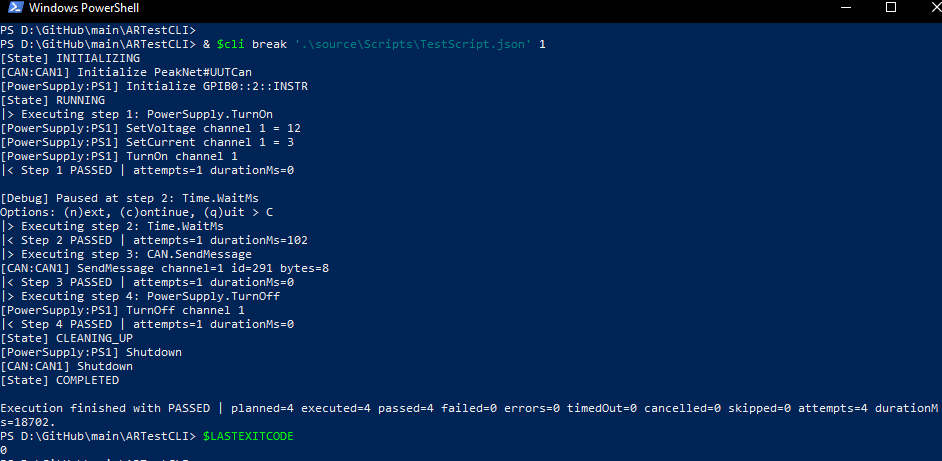 Windows PowerShell
PS D:\GitHub\main\ARTestCLI>
PS D:\GitHub\main\ARTestCLI> & $cli break '.\source\Scripts\TestScript.json' 1
[State] INITIALIZING
[CAN:CAN1] Initialize PeakNet#UUTCan
[PowerSupply:PS1] Initialize GPIB0::2::INSTR
[State] RUNNING
|> Executing step 1: PowerSupply.TurnOn
[PowerSupply:PS1] SetVoltage channel 1 = 12
[PowerSupply:PS1] SetCurrent channel 1 = 3
[PowerSupply:PS1] TurnOn channel 1
|< Step 1 PASSED | attempts=1 durationMs=0
[Debug] Paused at step 2: Time.WaitMs
Options: (n)ext, (c)ontinue, (q)uit > C
|> Executing step 2: Time.WaitMs
|< Step 2 PASSED | attempts=1 durationMs=102
|> Executing step 3: CAN.SendMessage
[CAN:CAN1] SendMessage channel=1 id=291 bytes=8
|< Step 3 PASSED | attempts=1 durationMs=0
|> Executing step 4: PowerSupply.TurnOff
[PowerSupply:PS1] TurnOff channel 1
|< Step 4 PASSED | attempts=1 durationMs=0
[State] CLEANING_UP
[PowerSupply:PS1] Shutdown
[CAN:CAN1] Shutdown
[State] COMPLETED
Execution finished with PASSED | planned=4 executed=4 passed=4 failed=0 errors=0 timedOut=0 cancelled=0 skipped=0 attempts=4 durationM
s=18702.
PS D:\GitHub\main\ARTestCLI> $LASTEXITCODE
0